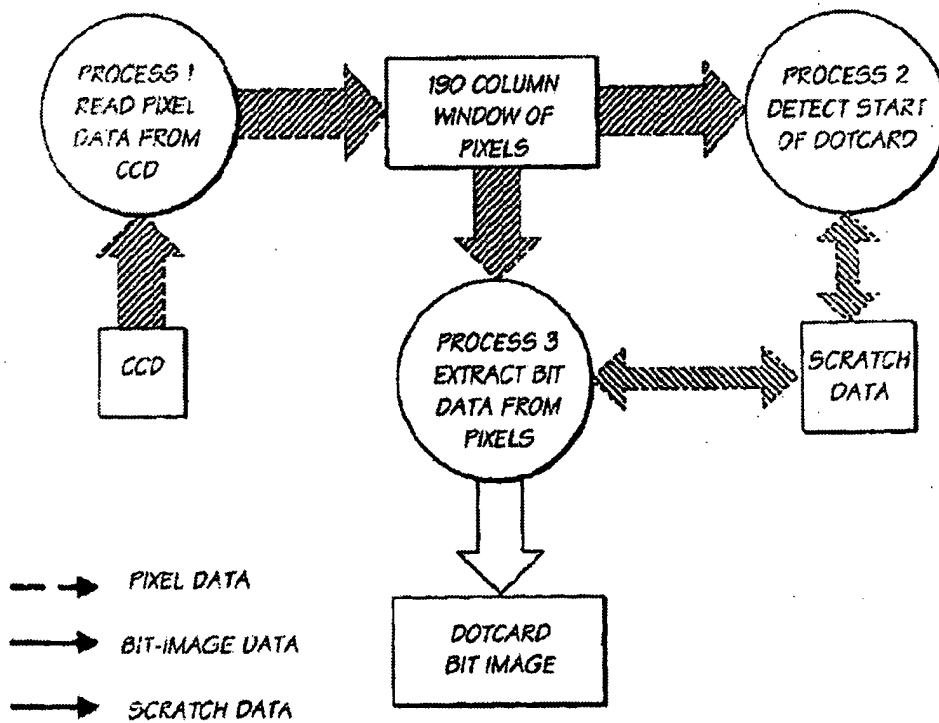 PROCESS 1
READ PIXEL
DATA FROM
CCD
190 COLUMN
WINDOW OF
PIXELS
PROCESS 2
DETECT START
OF DOTCARD
CCD
PROCESS 3
EXTRACT BIT
DATA FROM
PIXELS
SCRATCH
DATA
DOTCARD
BIT IMAGE
PIXEL DATA
BIT-IMAGE DATA
SCRATCH DATA